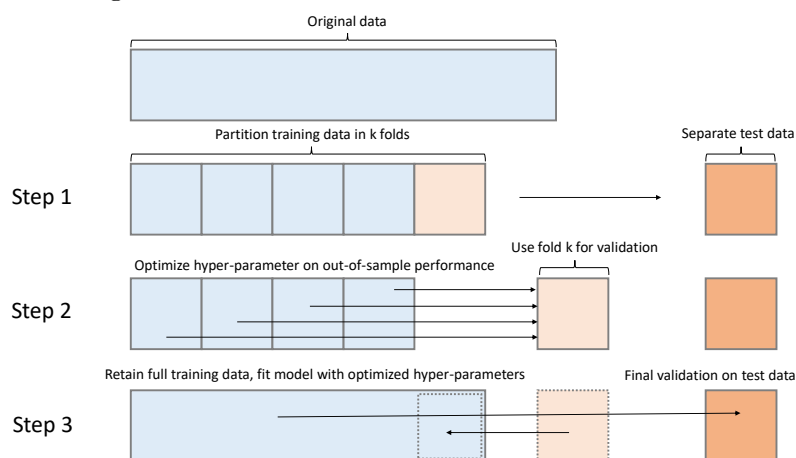 Original data
Partition training data in k folds
Separate test data
Step 1
Use fold k for validation
Optimize hyper-parameter on out-of-sample performance
Step 2
Retain full training data, fit model with optimized hyper-parameters
Final validation on test data
Step 3